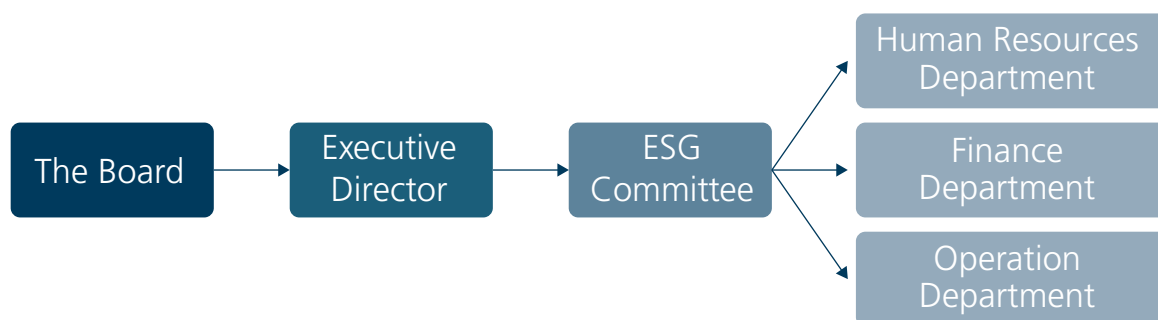 The Board
Executive
Director
ESG
Committee
Human Resources
Department
Finance
Department
Operation
Department